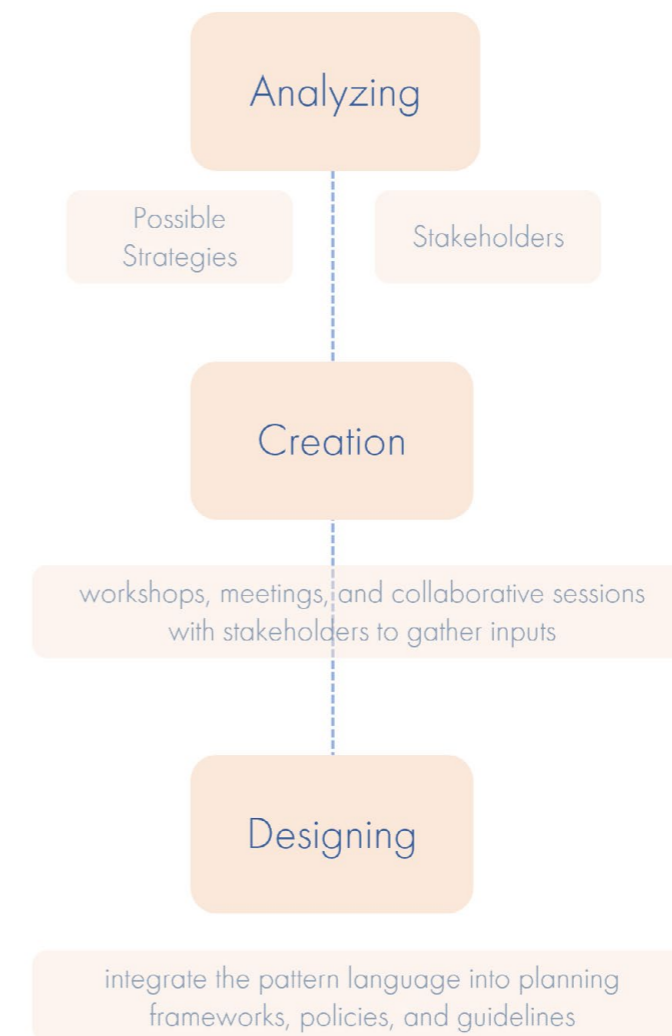 Analyzing
Possible
Strategies
Stakeholders
Creation
workshops, meetings, and collaborative sessions
with stakeholders to gather inputs
Designing
integrate the pattern language into planning
frameworks, policies, and guidelines